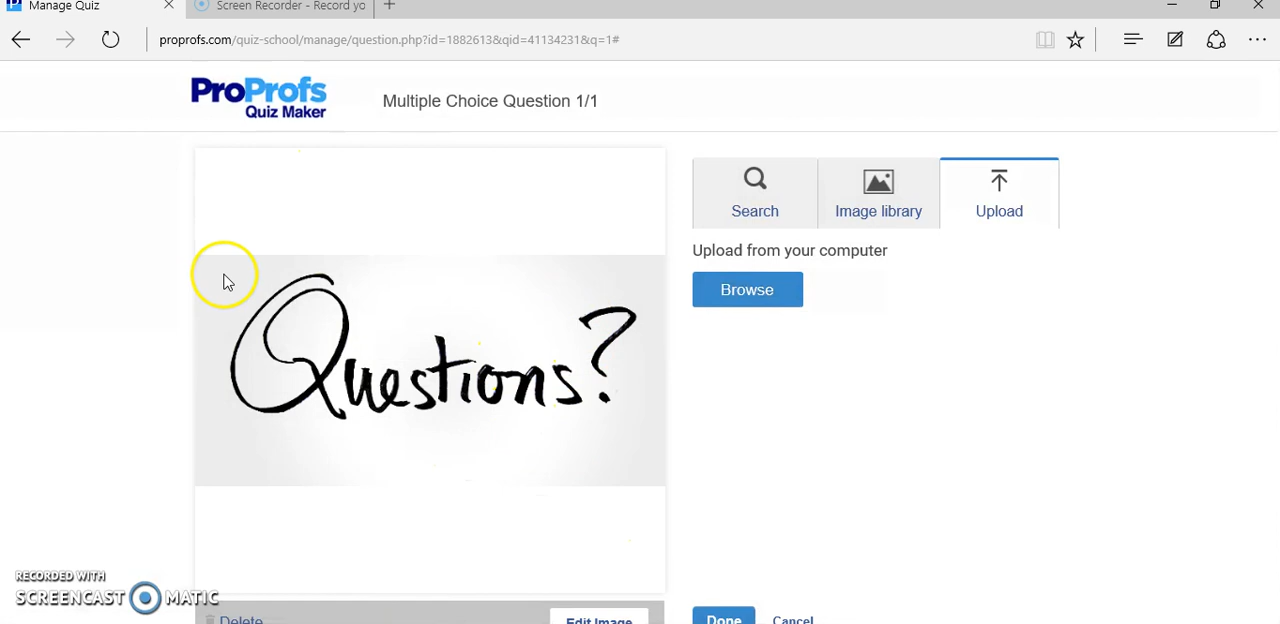 Manage Quiz
Screen Recorder - Record yo
proprofs.com/quiz-school/manage/question.php?id=1882613&qid=41134231&q=1#
ProProfs
Quiz Maker
Multiple Choice Question 1/1
Search
Image library
Upload
Upload from your computer
Browse
Questions?
Delete
Edit Image
Done
Cancel
RECORDED WITH
SCREENCAST MATIC